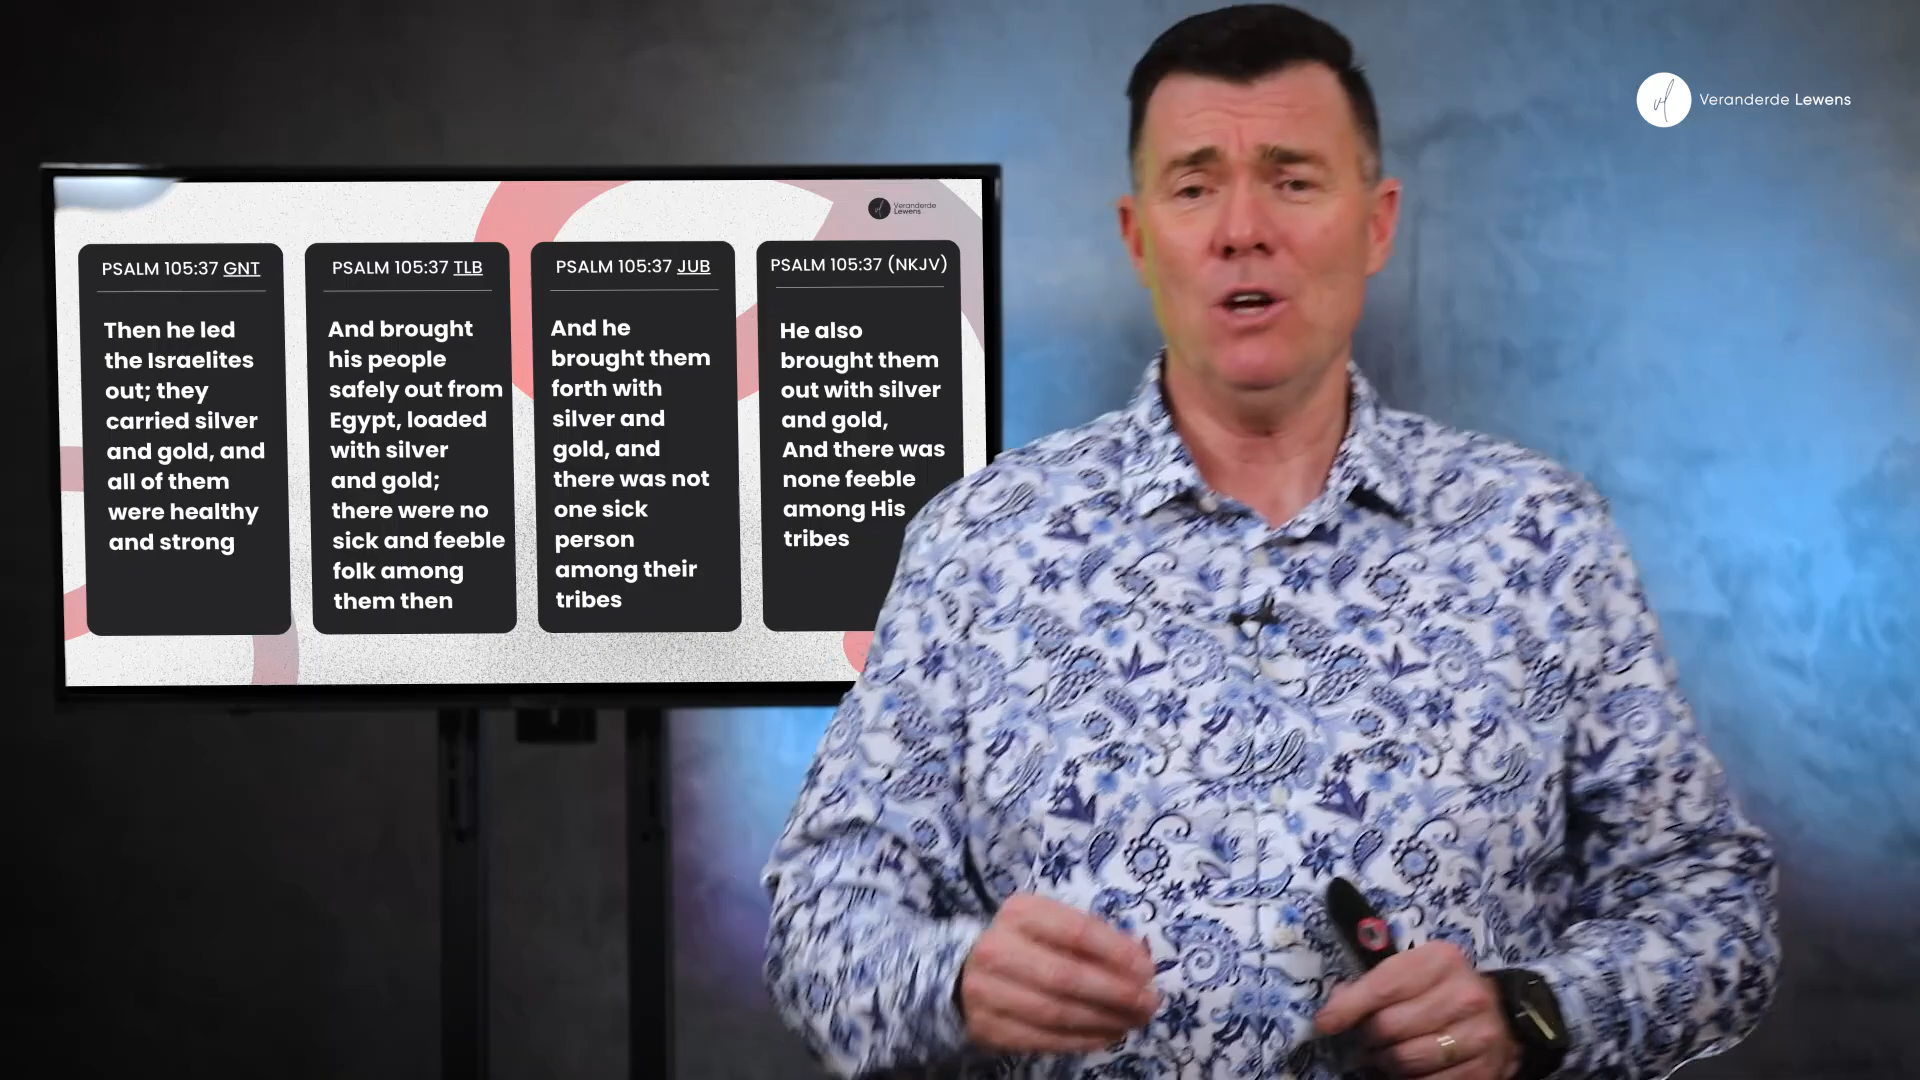 vl Veranderde Lewens
Veranderde
Lewens
PSALM 105:37 GNT
Then he led
the Israelites
out; they
carried silver
and gold, and
all of them
were healthy
and strong
PSALM 105:37 TLB
And brought
his people
safely out from
Egypt, loaded
with silver
and gold;
there were no
sick and feeble
folk among
them then
PSALM 105:37 JUB
And he
brought them
forth with
silver and
gold, and
there was not
one sick
person
among their
tribes
PSALM 105:37 (NKJV)
He also
brought them
out with silver
and gold,
And there was
none feeble
among His
tribes